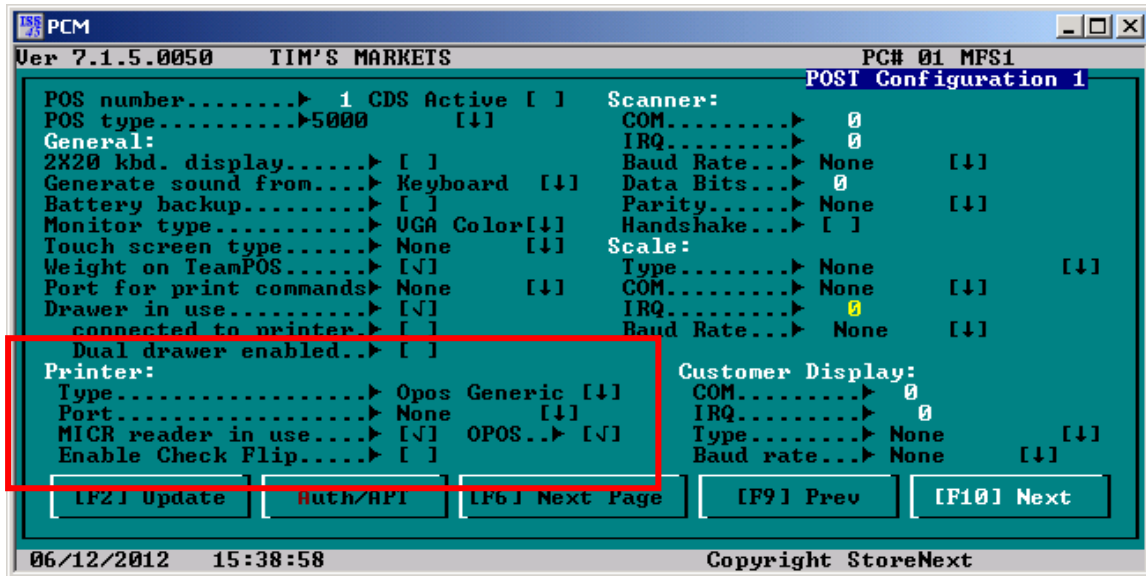 ISS 45 PCM
Ver 7.1.5.0050 TIM'S MARKETS PC# 01 MFS1
POST Configuration 1
POS number........► 1 CDS Active [ ] Scanner:
POS type..........►5000 [↓] COM.........► 0
General: IRQ.........► 0
2X20 kbd. display......► [ ] Baud Rate...► None [↓]
Generate sound from....► Keyboard [↓] Data Bits...► 0
Battery backup.........► [ ] Parity......► None [↓]
Monitor type...........► VGA Color[↓] Handshake...► [ ]
Touch screen type......► None [↓] Scale:
Weight on TeamPOS......► [√] Type........► None [↓]
Port for print commands► None [↓] COM.........► None [↓]
Drawer in use..........► [√] IRQ.........► 0
connected to printer.► [ ] Baud Rate...► None [↓]
Dual drawer enabled..► [ ]
Printer: Customer Display:
Type...................► Opos Generic [↓] COM.........► 0
Port...................► None [↓] IRQ.........► 0
MICR reader in use....► [√] OPOS..► [√] Type........► None [↓]
Enable Check Flip.....► [ ] Baud rate...► None [↓]
[F2] Update Auth/API [F6] Next Page [F9] Prev [F10] Next
06/12/2012 15:38:58 Copyright StoreNext